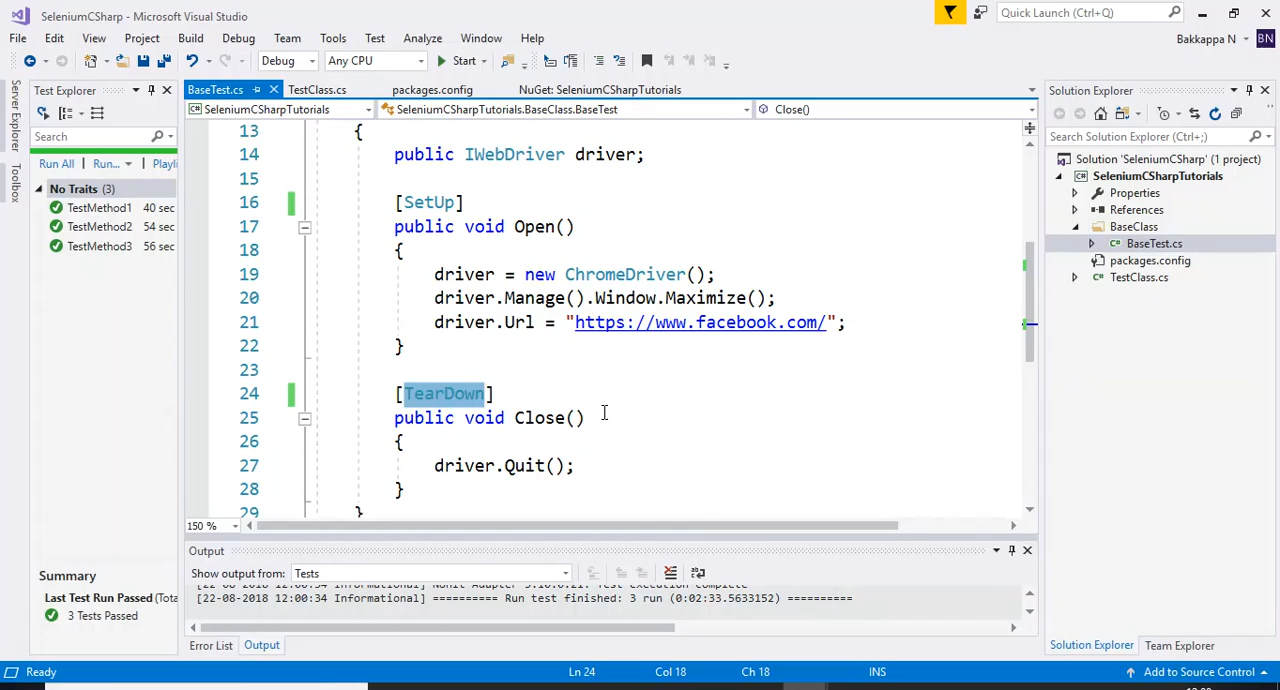 SeleniumCSharp - Microsoft Visual Studio
Quick Launch (Ctrl+Q)
File Edit View Project Build Debug Team Tools Test Analyze Window Help
Bakkappa N BN
Debug Any CPU Start
Server Explorer
Toolbox
Test Explorer
Search
Run All Run...
No Traits (3)
TestMethod1 40 sec
TestMethod2 54 sec
TestMethod3 56 sec
Summary
Last Test Run Passed
3 Tests Passed
BaseTest.cs TestClass.cs packages.config NuGet: SeleniumCSharpTutorials
SeleniumCSharpTutorials SeleniumCSharpTutorials.BaseClass.BaseTest Close()
13 {
14 public IWebDriver driver;
15
16 [SetUp]
17 public void Open()
18 {
19 driver = new ChromeDriver();
20 driver.Manage().Window.Maximize();
21 driver.Url = "https://www.facebook.com/";
22 }
23
24 [TearDown]
25 public void Close()
26 {
27 driver.Quit();
28 }
29 }
150 %
Output
Show output from: Tests
[22-08-2018 12:00:34 Informational] ========== Run test finished: 3 run (0:02:33.5633152) ==========
Error List Output
Solution Explorer
Search Solution Explorer (Ctrl+;)
Solution 'SeleniumCSharp' (1 project)
SeleniumCSharpTutorials
Properties
References
BaseClass
BaseTest.cs
packages.config
TestClass.cs
Solution Explorer Team Explorer
Ready Ln 24 Col 18 Ch 18 INS Add to Source Control